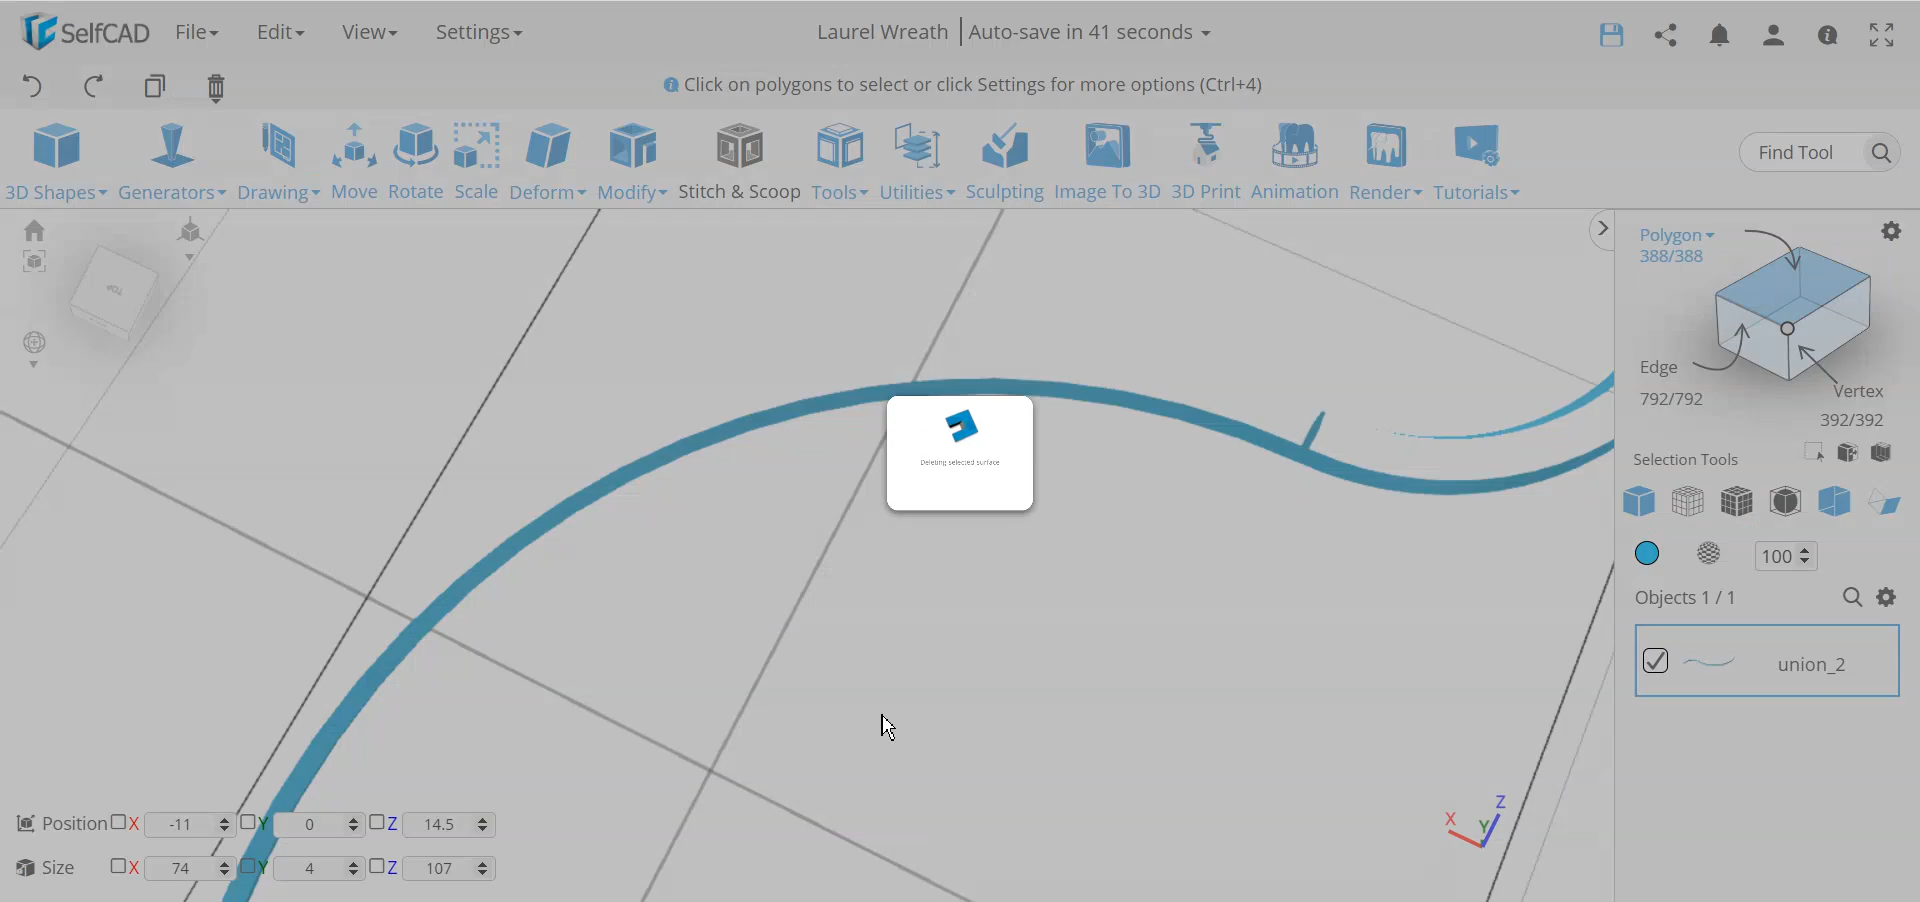 SelfCAD File Edit View Settings Laurel Wreath Auto-save in 41 seconds
Click on polygons to select or click Settings for more options (Ctrl+4)
3D Shapes Generators Drawing Move Rotate Scale Deform Modify Stitch & Scoop Tools Utilities Sculpting Image To 3D 3D Print Animation Render Tutorials
Find Tool
TOP
Polygon
388/388
Edge
792/792
Vertex
392/392
Selection Tools
100
Objects 1 / 1
union_2
Deleting selected surface
Position X -11 Y 0 Z 14.5
Size X 74 Y 4 Z 107
X Y Z